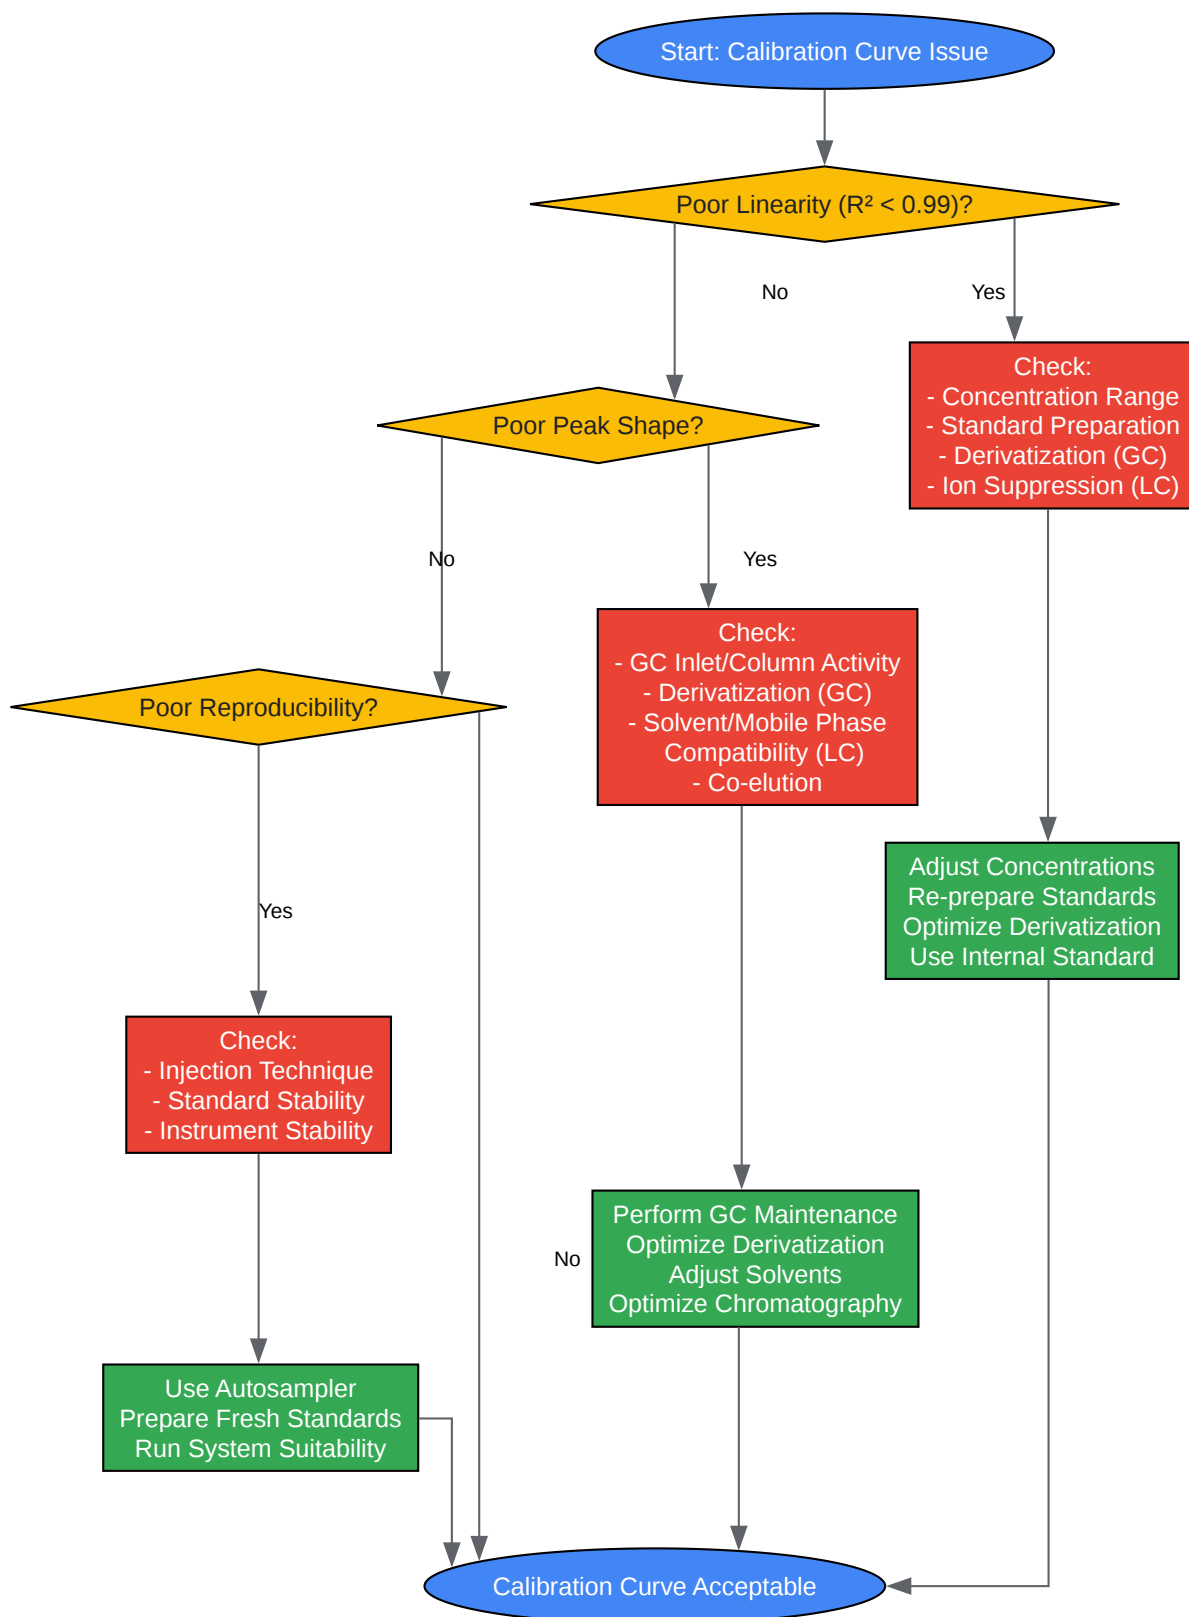 Start: Calibration Curve Issue
Poor Linearity (R² < 0.99)?
No
Yes
Check:
- Concentration Range
- Standard Preparation
- Derivatization (GC)
- Ion Suppression (LC)
Poor Peak Shape?
No
Yes
Check:
- GC Inlet/Column Activity
- Derivatization (GC)
- Solvent/Mobile Phase
Compatibility (LC)
- Co-elution
Poor Reproducibility?
Adjust Concentrations
Re-prepare Standards
Optimize Derivatization
Use Internal Standard
Yes
Check:
- Injection Technique
- Standard Stability
- Instrument Stability
No
Perform GC Maintenance
Optimize Derivatization
Adjust Solvents
Optimize Chromatography
Use Autosampler
Prepare Fresh Standards
Run System Suitability
Calibration Curve Acceptable